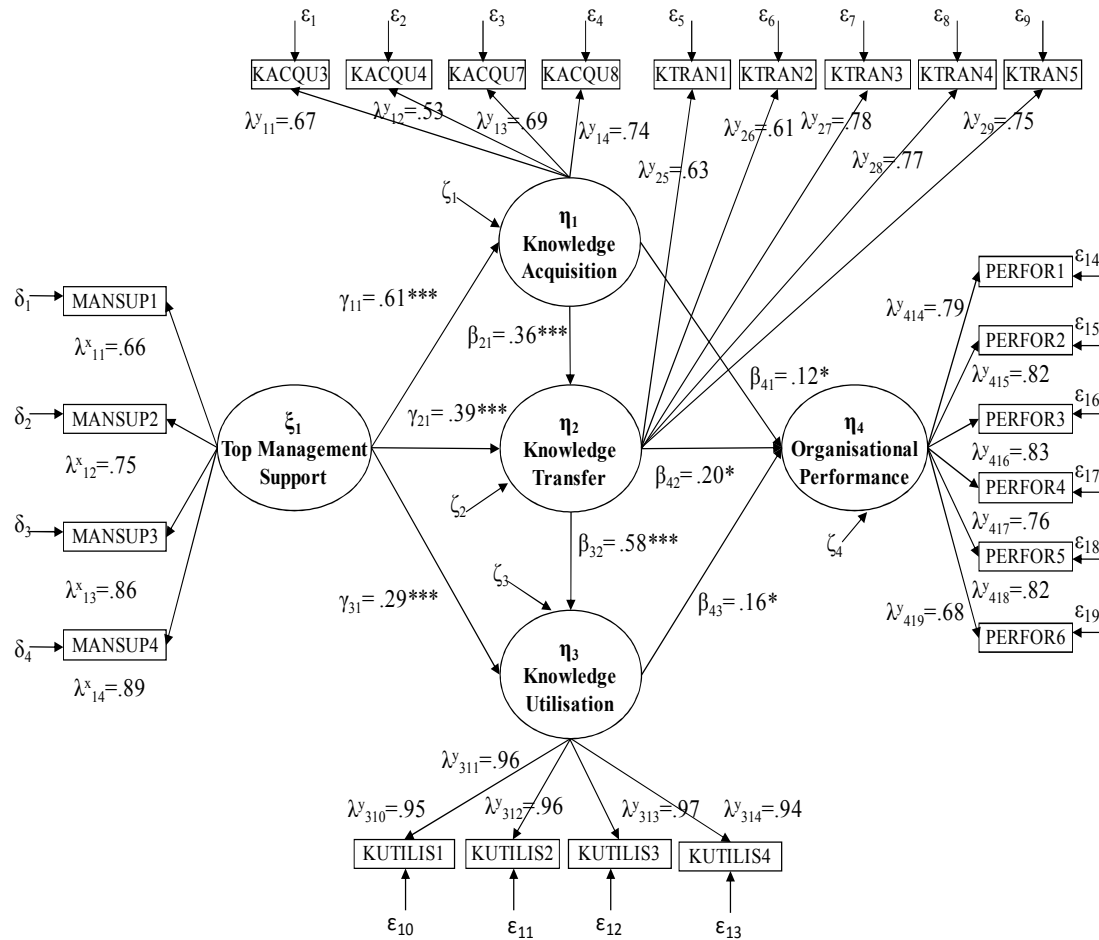 ε₁ ε₂ ε₃ ε₄ ε₅ ε₆ ε₇ ε₈ ε₉
KACQU3 KACQU4 KACQU7 KACQU8 KTRAN1 KTRAN2 KTRAN3 KTRAN4 KTRAN5
λʸ₁₁=.67 λʸ₁₂=.53 λʸ₁₃=.69 λʸ₁₄=.74 λʸ₂₅=.63 λʸ₂₆=.61 λʸ₂₇=.78 λʸ₂₈=.77 λʸ₂₉=.75
ζ₁
η₁
Knowledge
Acquisition
δ₁ MANSUP1
λˣ₁₁=.66
δ₂ MANSUP2
λˣ₁₂=.75
δ₃ MANSUP3
λˣ₁₃=.86
δ₄ MANSUP4
λˣ₁₄=.89
ξ₁
Top Management
Support
γ₁₁=.61***
β₂₁=.36***
γ₂₁=.39***
γ₃₁=.29***
η₂
Knowledge
Transfer
ζ₂
β₃₂=.58***
ζ₃
η₃
Knowledge
Utilisation
β₄₁=.12*
β₄₂=.20*
β₄₃=.16*
η₄
Organisational
Performance
ζ₄
PERFOR1 ε₁₄
λʸ₄₁₄=.79
PERFOR2 ε₁₅
λʸ₄₁₅=.82
PERFOR3 ε₁₆
λʸ₄₁₆=.83
PERFOR4 ε₁₇
λʸ₄₁₇=.76
PERFOR5 ε₁₈
λʸ₄₁₈=.82
λʸ₄₁₉=.68
PERFOR6 ε₁₉
λʸ₃₁₁=.96
λʸ₃₁₀=.95 λʸ₃₁₂=.96 λʸ₃₁₃=.97 λʸ₃₁₄=.94
KUTILIS1 KUTILIS2 KUTILIS3 KUTILIS4
ε₁₀ ε₁₁ ε₁₂ ε₁₃